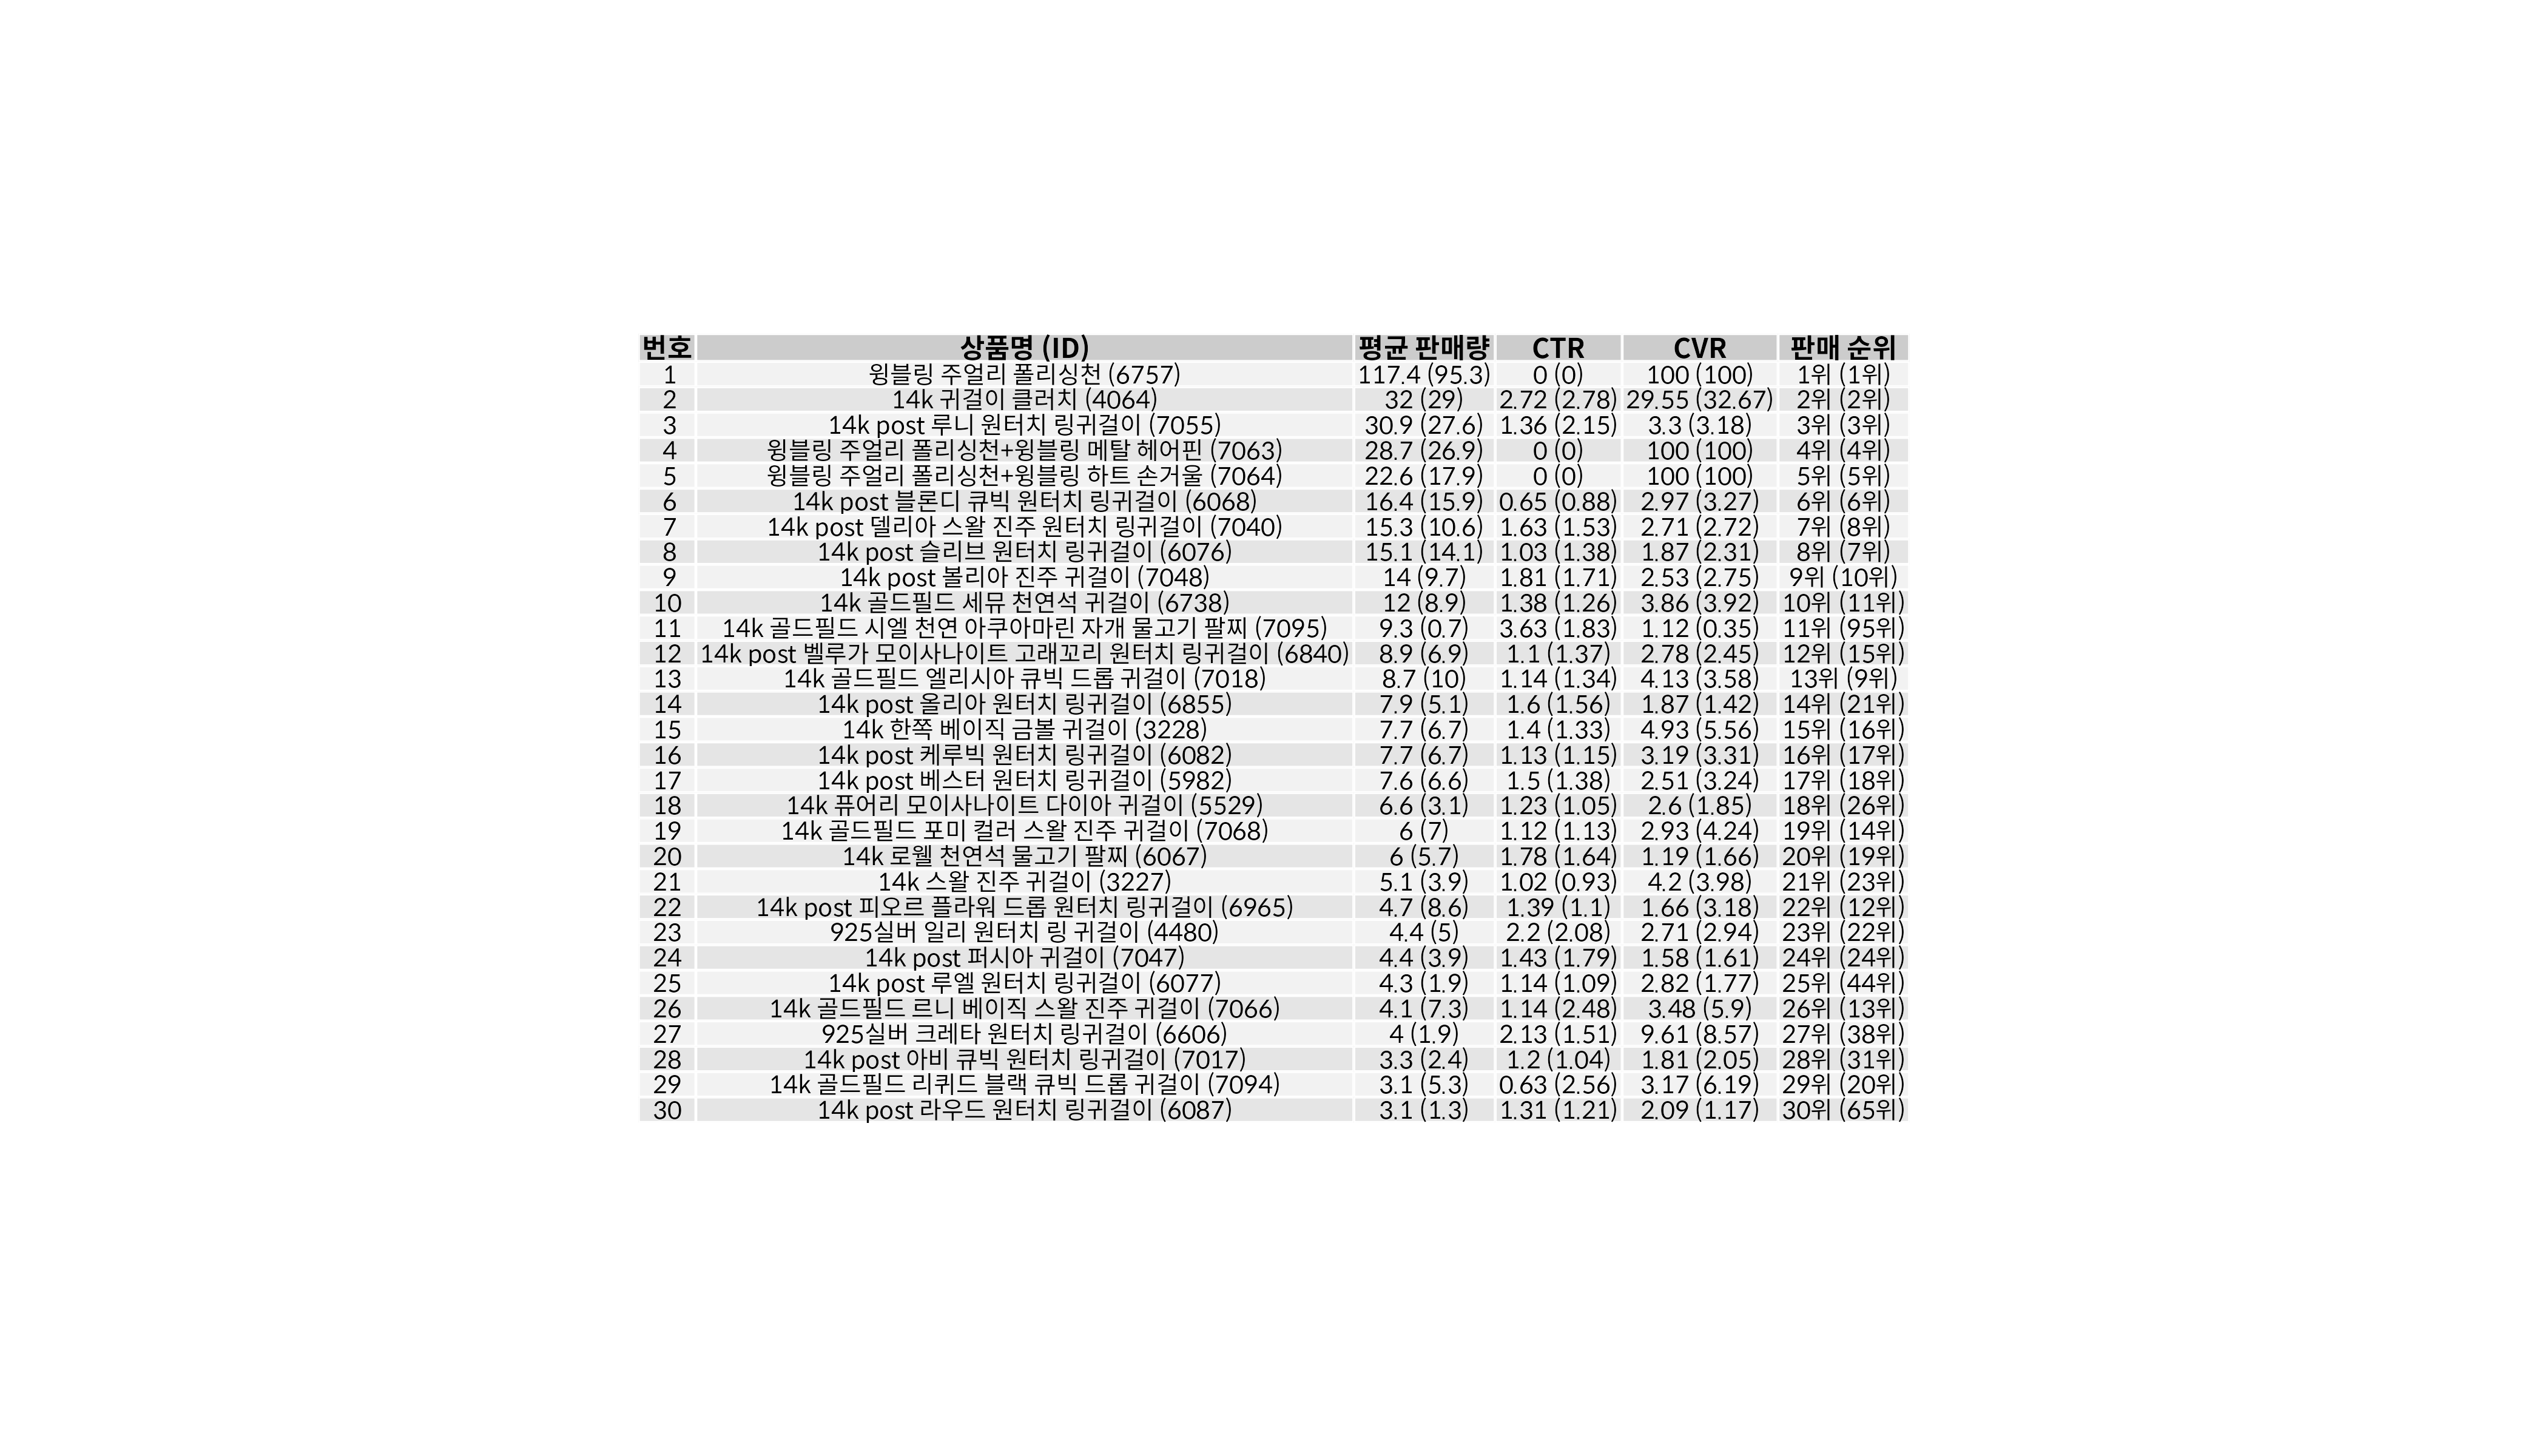 번호 상품명 (ID) 평균 판매량 CTR CVR 판매 순위
1 윙블링 주얼리 폴리싱천 (6757) 117.4 (95.3) 0 (0) 100 (100) 1위 (1위)
2 14k 귀걸이 클러치 (4064) 32 (29) 2.72 (2.78) 29.55 (32.67) 2위 (2위)
3 14k post 루니 원터치 링귀걸이 (7055) 30.9 (27.6) 1.36 (2.15) 3.3 (3.18) 3위 (3위)
4 윙블링 주얼리 폴리싱천+윙블링 메탈 헤어핀 (7063) 28.7 (26.9) 0 (0) 100 (100) 4위 (4위)
5 윙블링 주얼리 폴리싱천+윙블링 하트 손거울 (7064) 22.6 (17.9) 0 (0) 100 (100) 5위 (5위)
6 14k post 블론디 큐빅 원터치 링귀걸이 (6068) 16.4 (15.9) 0.65 (0.88) 2.97 (3.27) 6위 (6위)
7 14k post 델리아 스왈 진주 원터치 링귀걸이 (7040) 15.3 (10.6) 1.63 (1.53) 2.71 (2.72) 7위 (8위)
8 14k post 슬리브 원터치 링귀걸이 (6076) 15.1 (14.1) 1.03 (1.38) 1.87 (2.31) 8위 (7위)
9 14k post 볼리아 진주 귀걸이 (7048) 14 (9.7) 1.81 (1.71) 2.53 (2.75) 9위 (10위)
10 14k 골드필드 세뮤 천연석 귀걸이 (6738) 12 (8.9) 1.38 (1.26) 3.86 (3.92) 10위 (11위)
11 14k 골드필드 시엘 천연 아쿠아마린 자개 물고기 팔찌 (7095) 9.3 (0.7) 3.63 (1.83) 1.12 (0.35) 11위 (95위)
12 14k post 벨루가 모이사나이트 고래꼬리 원터치 링귀걸이 (6840) 8.9 (6.9) 1.1 (1.37) 2.78 (2.45) 12위 (15위)
13 14k 골드필드 엘리시아 큐빅 드롭 귀걸이 (7018) 8.7 (10) 1.14 (1.34) 4.13 (3.58) 13위 (9위)
14 14k post 올리아 원터치 링귀걸이 (6855) 7.9 (5.1) 1.6 (1.56) 1.87 (1.42) 14위 (21위)
15 14k 한쪽 베이직 금볼 귀걸이 (3228) 7.7 (6.7) 1.4 (1.33) 4.93 (5.56) 15위 (16위)
16 14k post 케루빅 원터치 링귀걸이 (6082) 7.7 (6.7) 1.13 (1.15) 3.19 (3.31) 16위 (17위)
17 14k post 베스터 원터치 링귀걸이 (5982) 7.6 (6.6) 1.5 (1.38) 2.51 (3.24) 17위 (18위)
18 14k 퓨어리 모이사나이트 다이아 귀걸이 (5529) 6.6 (3.1) 1.23 (1.05) 2.6 (1.85) 18위 (26위)
19 14k 골드필드 포미 컬러 스왈 진주 귀걸이 (7068) 6 (7) 1.12 (1.13) 2.93 (4.24) 19위 (14위)
20 14k 로웰 천연석 물고기 팔찌 (6067) 6 (5.7) 1.78 (1.64) 1.19 (1.66) 20위 (19위)
21 14k 스왈 진주 귀걸이 (3227) 5.1 (3.9) 1.02 (0.93) 4.2 (3.98) 21위 (23위)
22 14k post 피오르 플라워 드롭 원터치 링귀걸이 (6965) 4.7 (8.6) 1.39 (1.1) 1.66 (3.18) 22위 (12위)
23 925실버 일리 원터치 링 귀걸이 (4480) 4.4 (5) 2.2 (2.08) 2.71 (2.94) 23위 (22위)
24 14k post 퍼시아 귀걸이 (7047) 4.4 (3.9) 1.43 (1.79) 1.58 (1.61) 24위 (24위)
25 14k post 루엘 원터치 링귀걸이 (6077) 4.3 (1.9) 1.14 (1.09) 2.82 (1.77) 25위 (44위)
26 14k 골드필드 르니 베이직 스왈 진주 귀걸이 (7066) 4.1 (7.3) 1.14 (2.48) 3.48 (5.9) 26위 (13위)
27 925실버 크레타 원터치 링귀걸이 (6606) 4 (1.9) 2.13 (1.51) 9.61 (8.57) 27위 (38위)
28 14k post 아비 큐빅 원터치 링귀걸이 (7017) 3.3 (2.4) 1.2 (1.04) 1.81 (2.05) 28위 (31위)
29 14k 골드필드 리퀴드 블랙 큐빅 드롭 귀걸이 (7094) 3.1 (5.3) 0.63 (2.56) 3.17 (6.19) 29위 (20위)
30 14k post 라우드 원터치 링귀걸이 (6087) 3.1 (1.3) 1.31 (1.21) 2.09 (1.17) 30위 (65위)